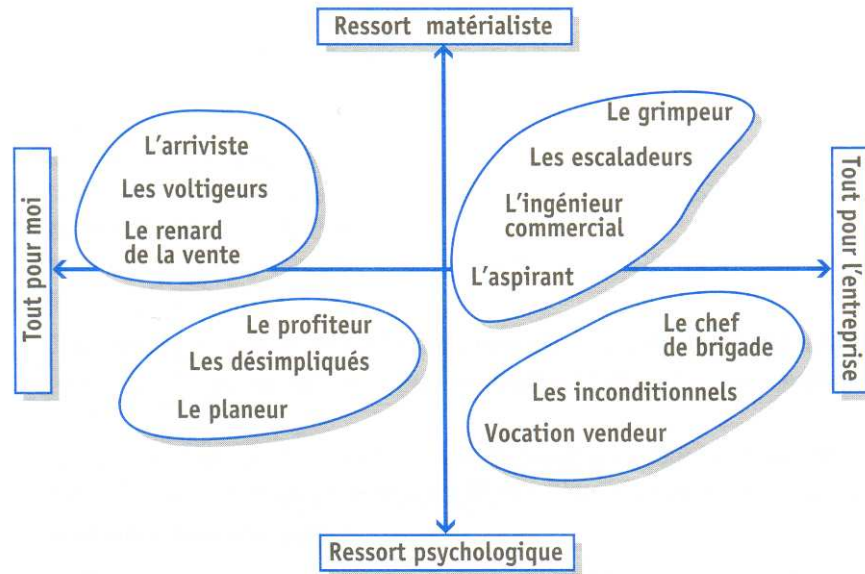 Ressort matérialiste
Tout pour moi
L'arriviste
Les voltigeurs
Le renard
de la vente
Le grimpeur
Les escaladeurs
L'ingénieur
commercial
L'aspirant
Tout pour l'entreprise
Le profiteur
Les désimpliqués
Le planeur
Le chef
de brigade
Les inconditionnels
Vocation vendeur
Ressort psychologique